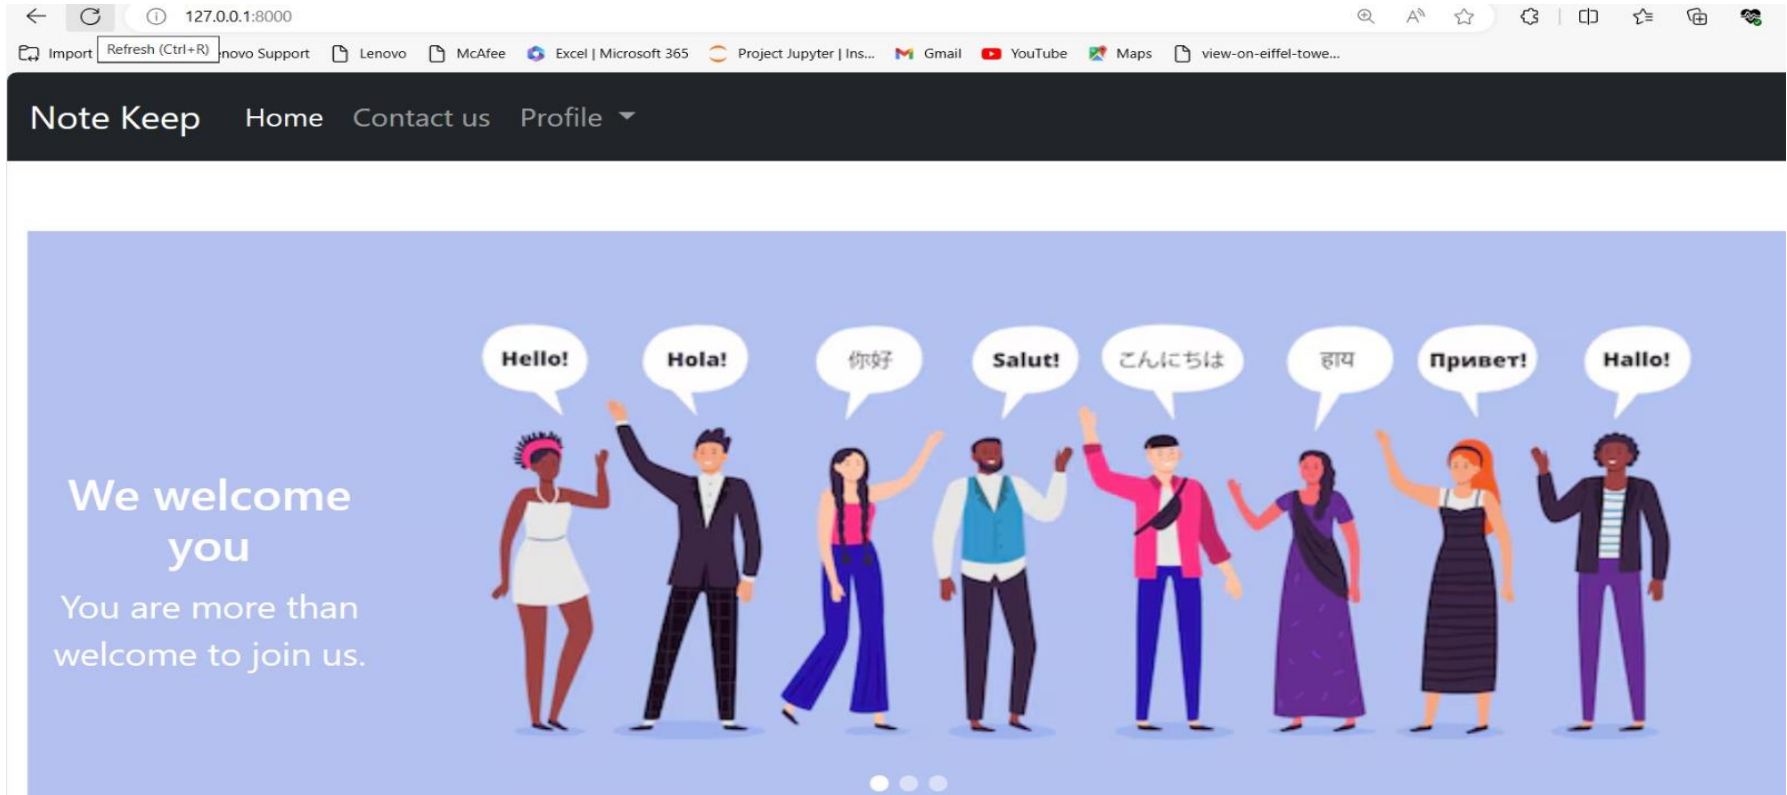 127.0.0.1:8000
Import Refresh (Ctrl+R) novo Support Lenovo McAfee Excel | Microsoft 365 Project Jupyter | Ins... Gmail YouTube Maps view-on-eiffel-towe...
Note Keep Home Contact us Profile
Hello! Hola! 你好 Salut! こんにちは हाय Привет! Hallo!
We welcome
you
You are more than
welcome to join us.